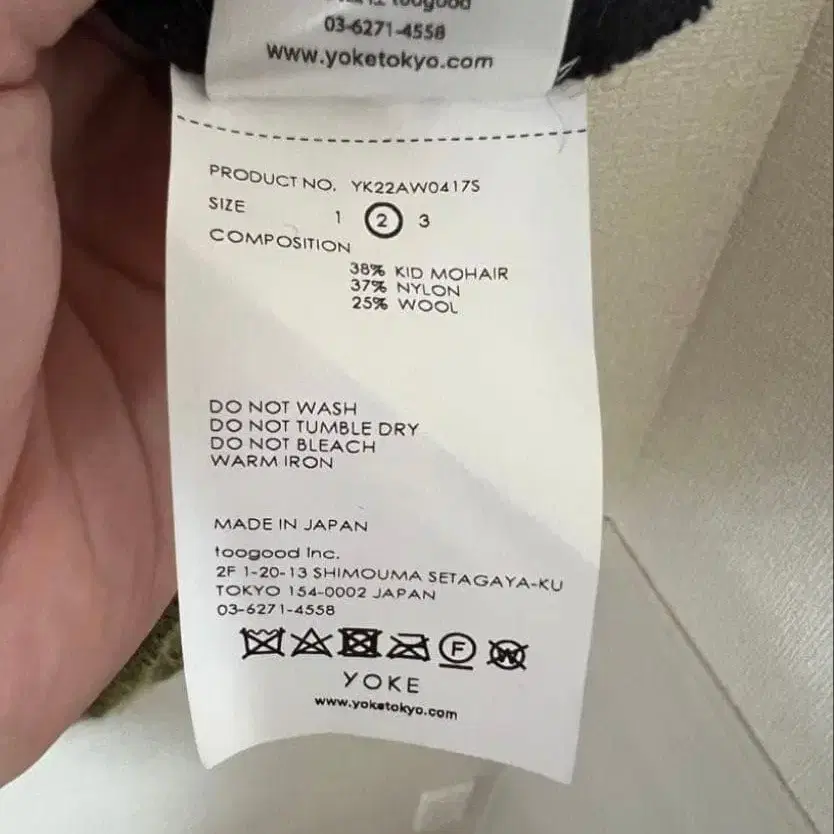 toogood
03-6271-4558
www.yoketokyo.com
PRODUCT NO. YK22AW0417S
SIZE 1 2 3
COMPOSITION
38% KID MOHAIR
37% NYLON
25% WOOL
DO NOT WASH
DO NOT TUMBLE DRY
DO NOT BLEACH
WARM IRON
MADE IN JAPAN
toogood Inc.
2F 1-20-13 SHIMOUMA SETAGAYA-KU
TOKYO 154-0002 JAPAN
03-6271-4558
F W
YOKE
www.yoketokyo.com